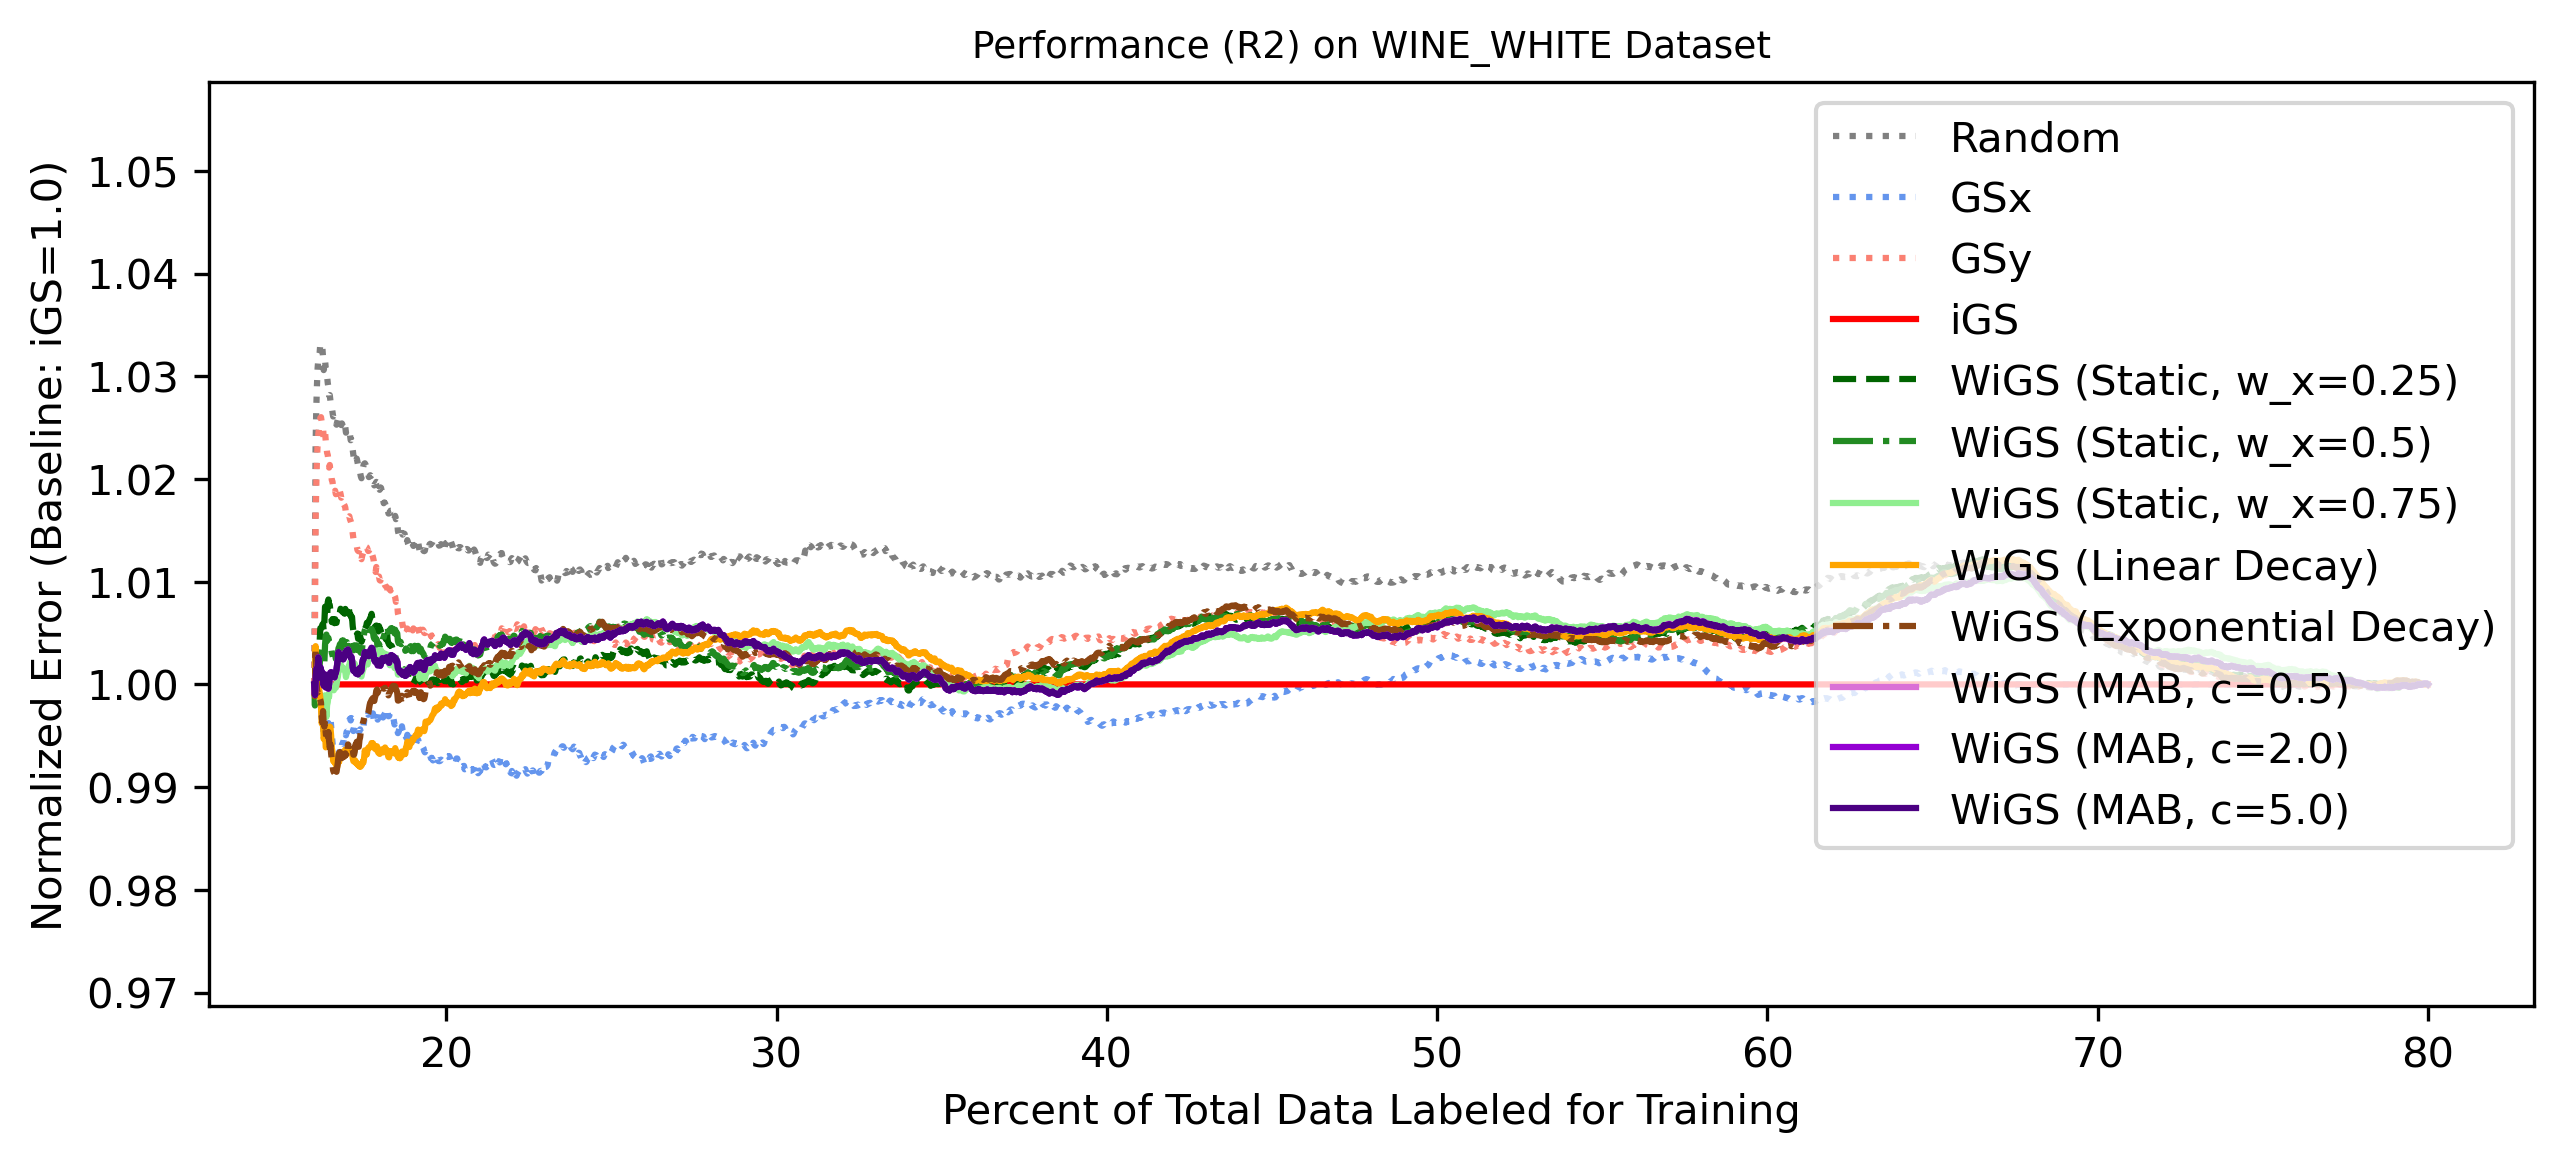 Performance (R2) on WINE_WHITE Dataset
Normalized Error (Baseline: iGS=1.0)
1.05
1.04
1.03
1.02
1.01
1.00
0.99
0.98
0.97
Random
GSx
GSy
iGS
WiGS (Static, w_x=0.25)
WiGS (Static, w_x=0.5)
WiGS (Static, w_x=0.75)
WiGS (Linear Decay)
WiGS (Exponential Decay)
WiGS (MAB, c=0.5)
WiGS (MAB, c=2.0)
WiGS (MAB, c=5.0)
20 30 40 50 60 70 80
Percent of Total Data Labeled for Training